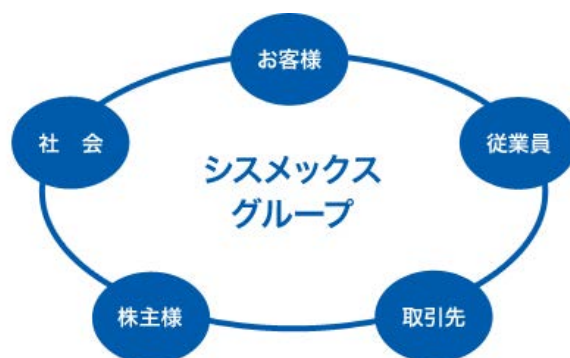 お客様
社　会
従業員
シスメックス
グループ
株主様
取引先